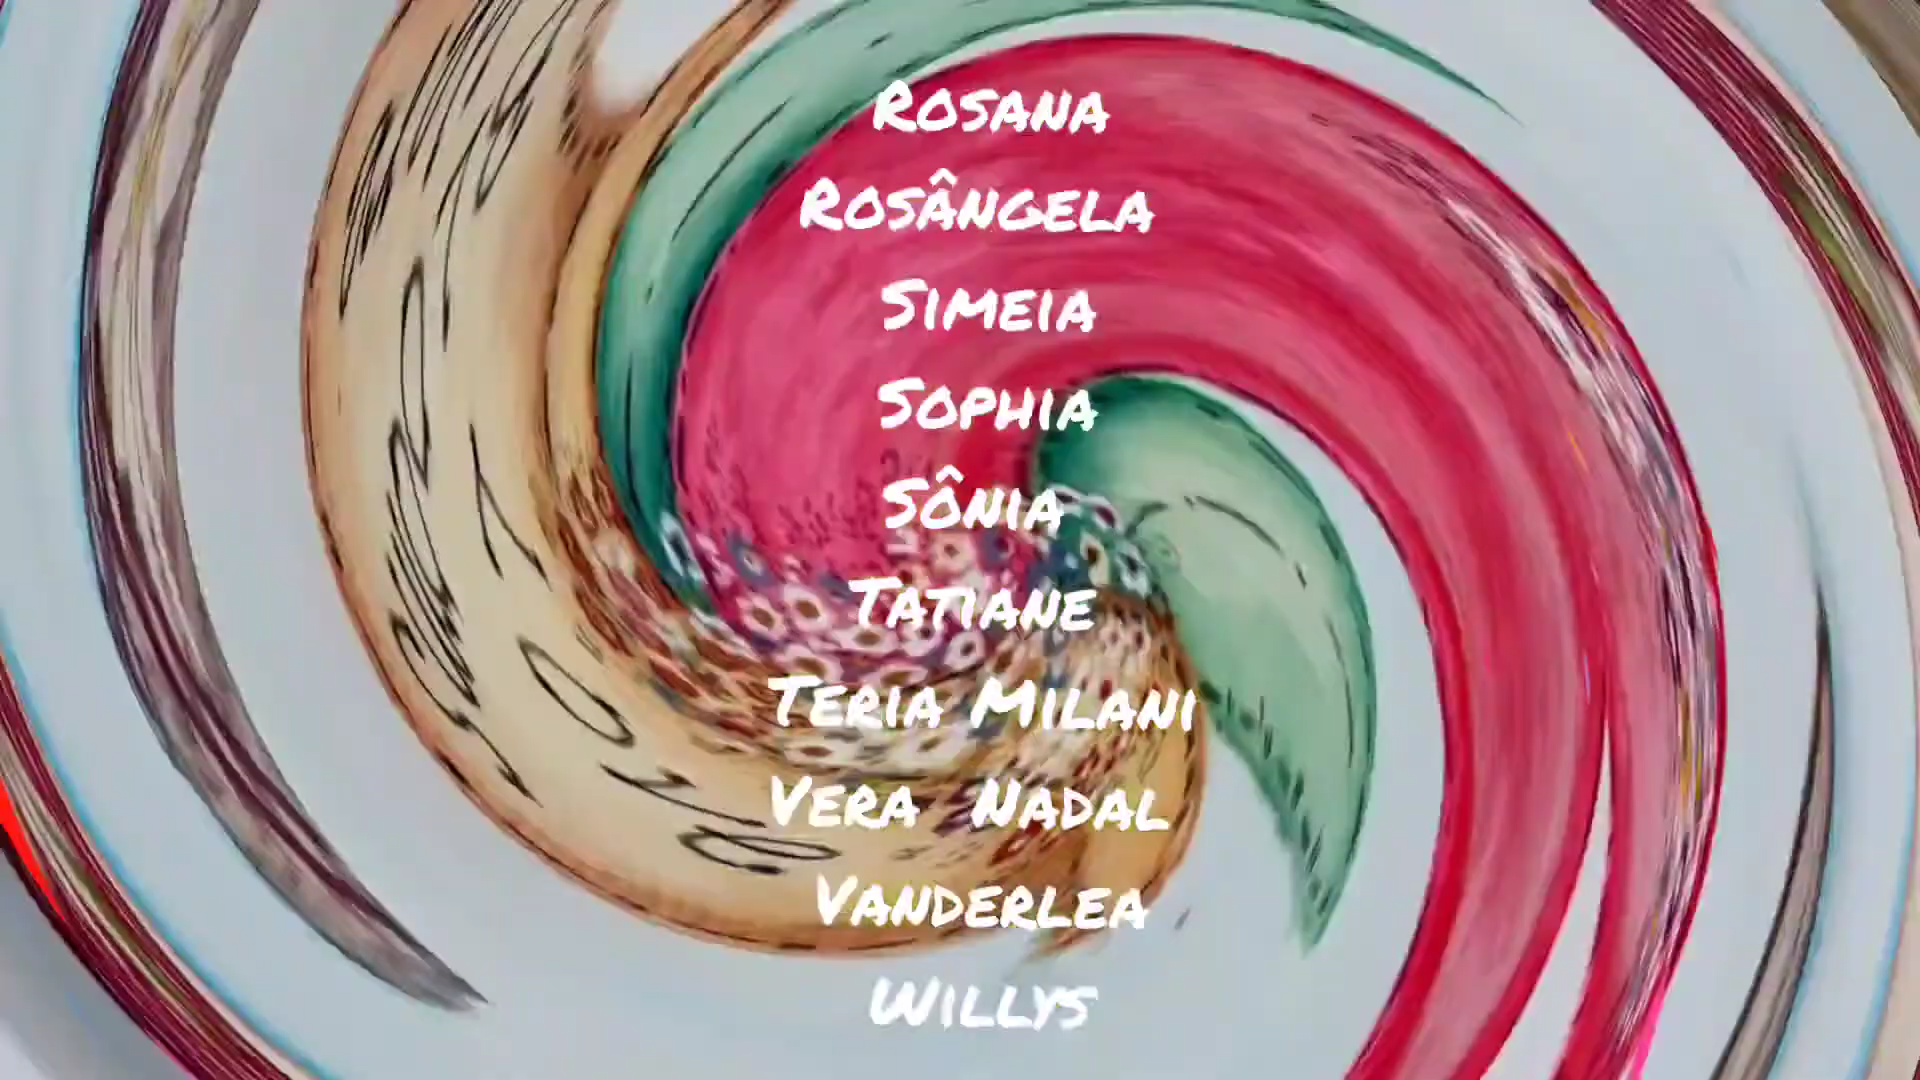 Rosana
Rosângela
Simeia
Sophia
Sônia
Tatiane
Teria Milani
Vera Nadal
Vanderlea
Willys